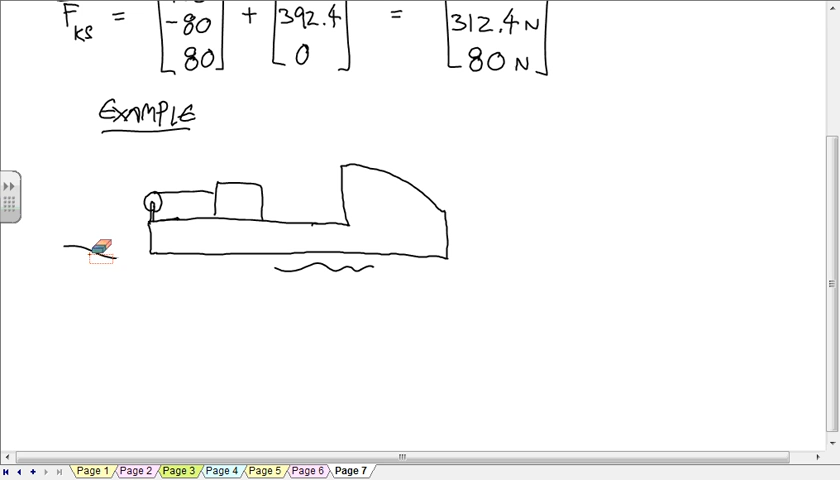 F_KS = [-80 80] + [392.4 0] = [312.4 N -80 N]
EXAMPLE
Page 1 Page 2 Page 3 Page 4 Page 5 Page 6 Page 7